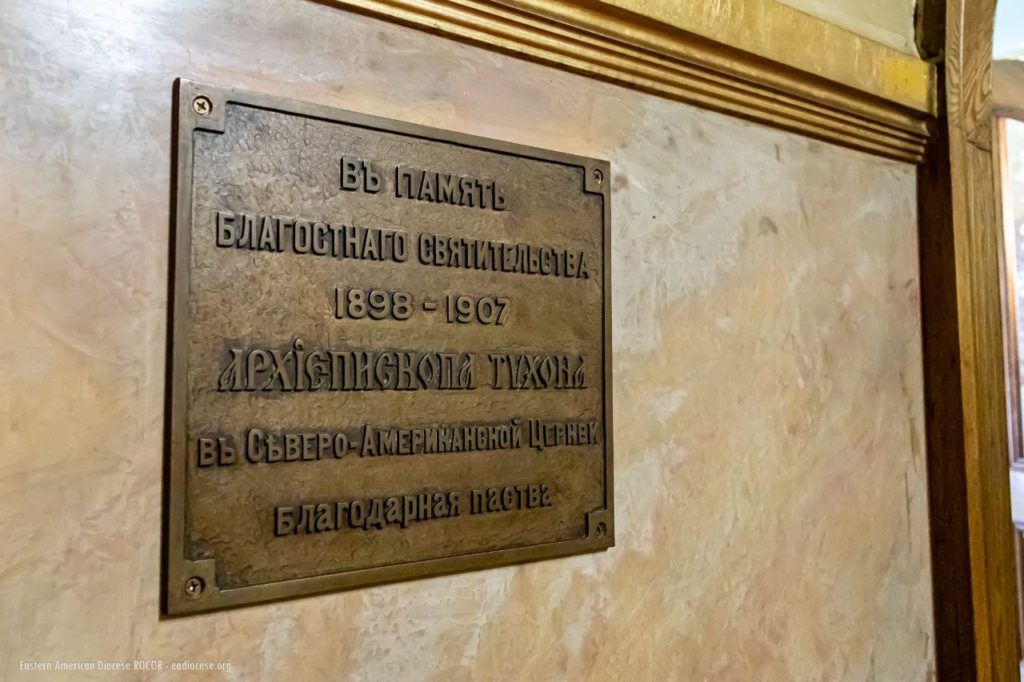 Въ память
благостнаго святительства
1898 - 1907
Архіепископа Тѵхона
въ Сѣверо-Американской Церкви
Благодарная паства
Eastern American Diocese ROCOR - eadiocese.org